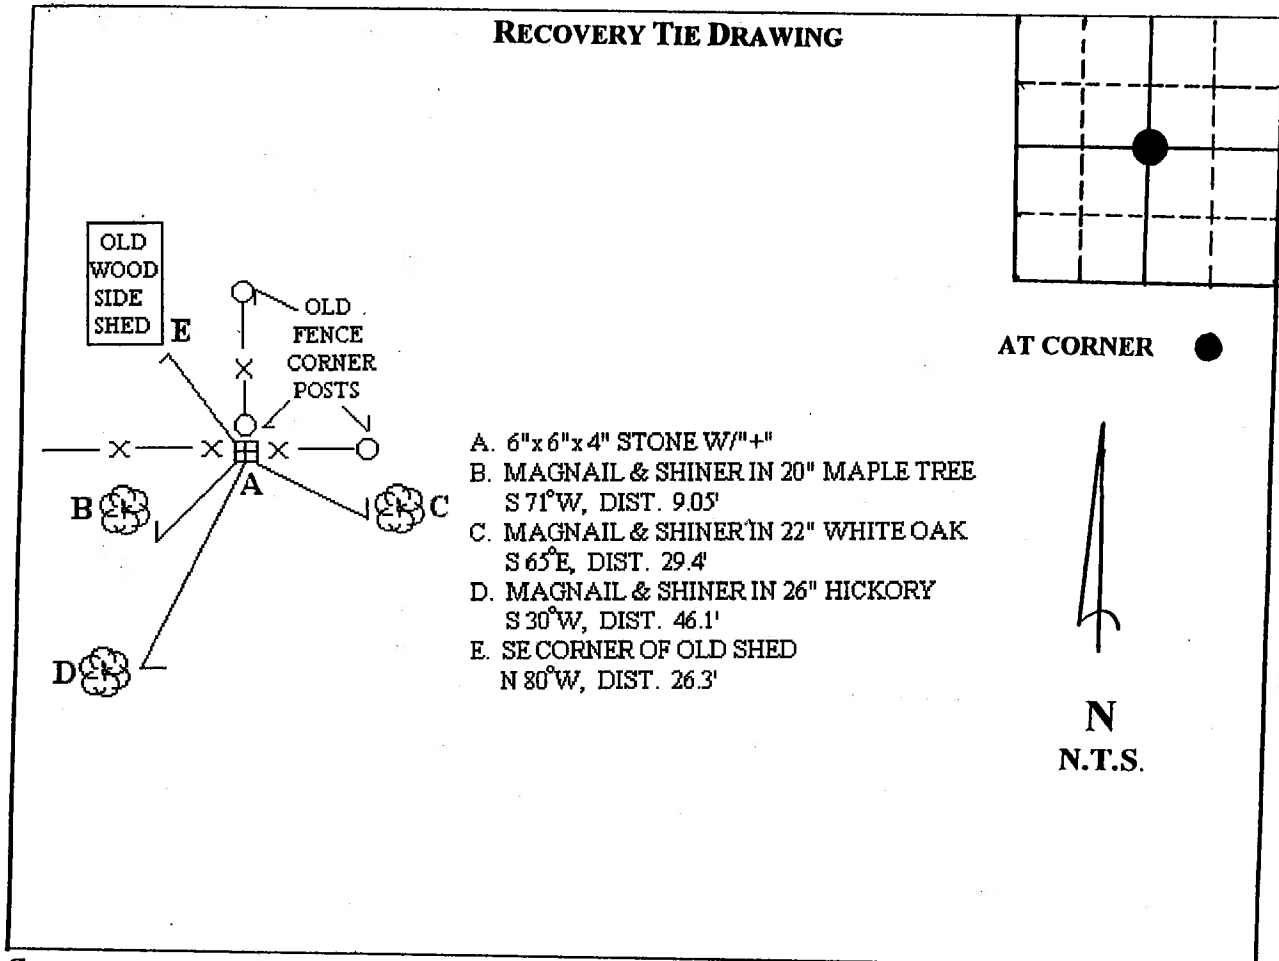 RECOVERY TIE DRAWING
OLD
WOOD
SIDE
SHED
E
OLD
FENCE
CORNER
POSTS
AT CORNER
A
B
C
D
A. 6"x6"x4" STONE W/"+"
B. MAGNAIL & SHINER IN 20" MAPLE TREE
S 71°W, DIST. 9.05'
C. MAGNAIL & SHINER IN 22" WHITE OAK
S 65°E, DIST. 29.4'
D. MAGNAIL & SHINER IN 26" HICKORY
S 30°W, DIST. 46.1'
E. SE CORNER OF OLD SHED
N 80°W, DIST. 26.3'
N
N.T.S.